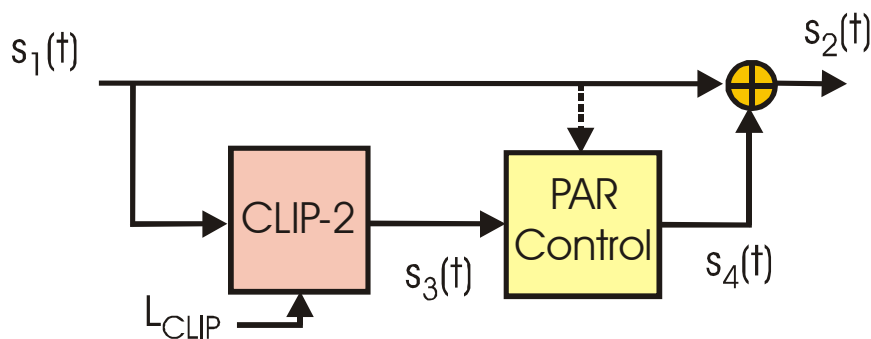 s1(t)
s2(t)
CLIP-2
PAR
Control
s3(t)
s4(t)
LCLIP